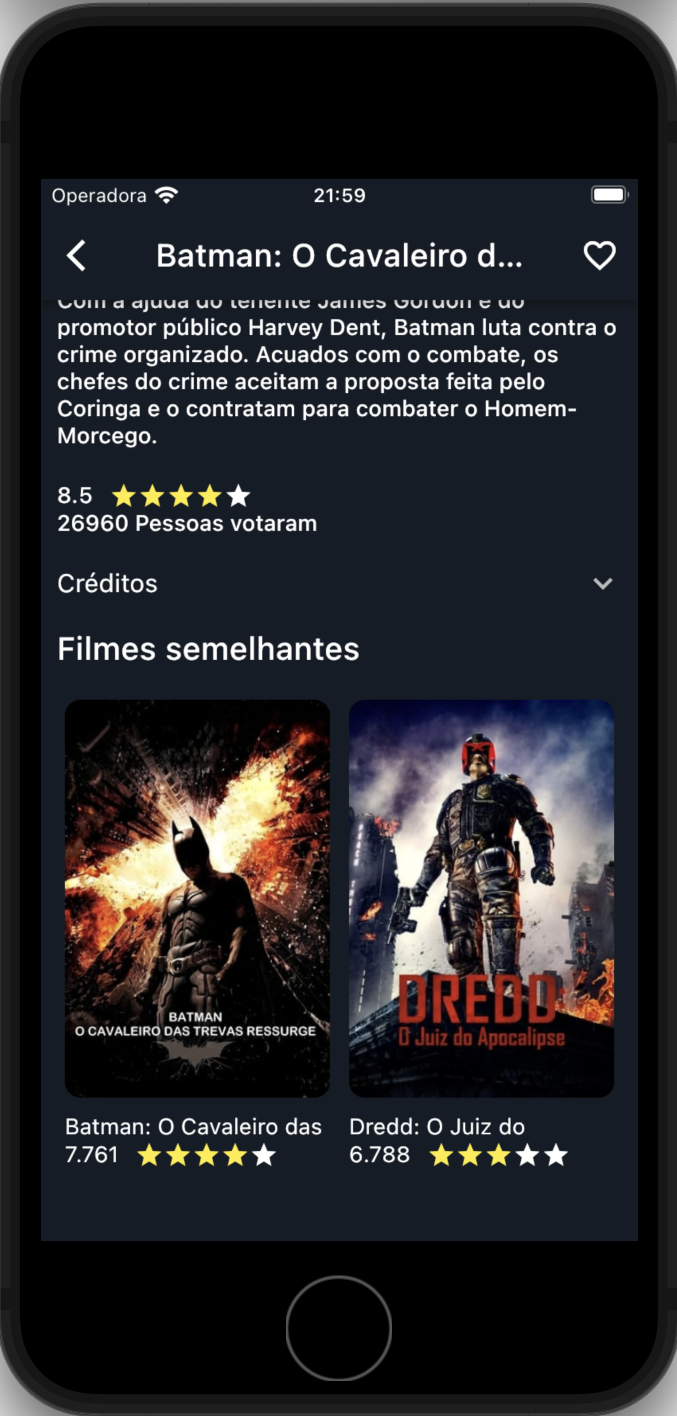 Operadora
21:59
Batman: O Cavaleiro d...
Com a ajuda do tenente James Gordon e do
promotor público Harvey Dent, Batman luta contra o
crime organizado. Acuados com o combate, os
chefes do crime aceitam a proposta feita pelo
Coringa e o contratam para combater o Homem-
Morcego.
8.5
26960 Pessoas votaram
Créditos
Filmes semelhantes
BATMAN
O CAVALEIRO DAS TREVAS RESSURGE
DREDD
O Juiz do Apocalipse
Batman: O Cavaleiro das
7.761
Dredd: O Juiz do
6.788